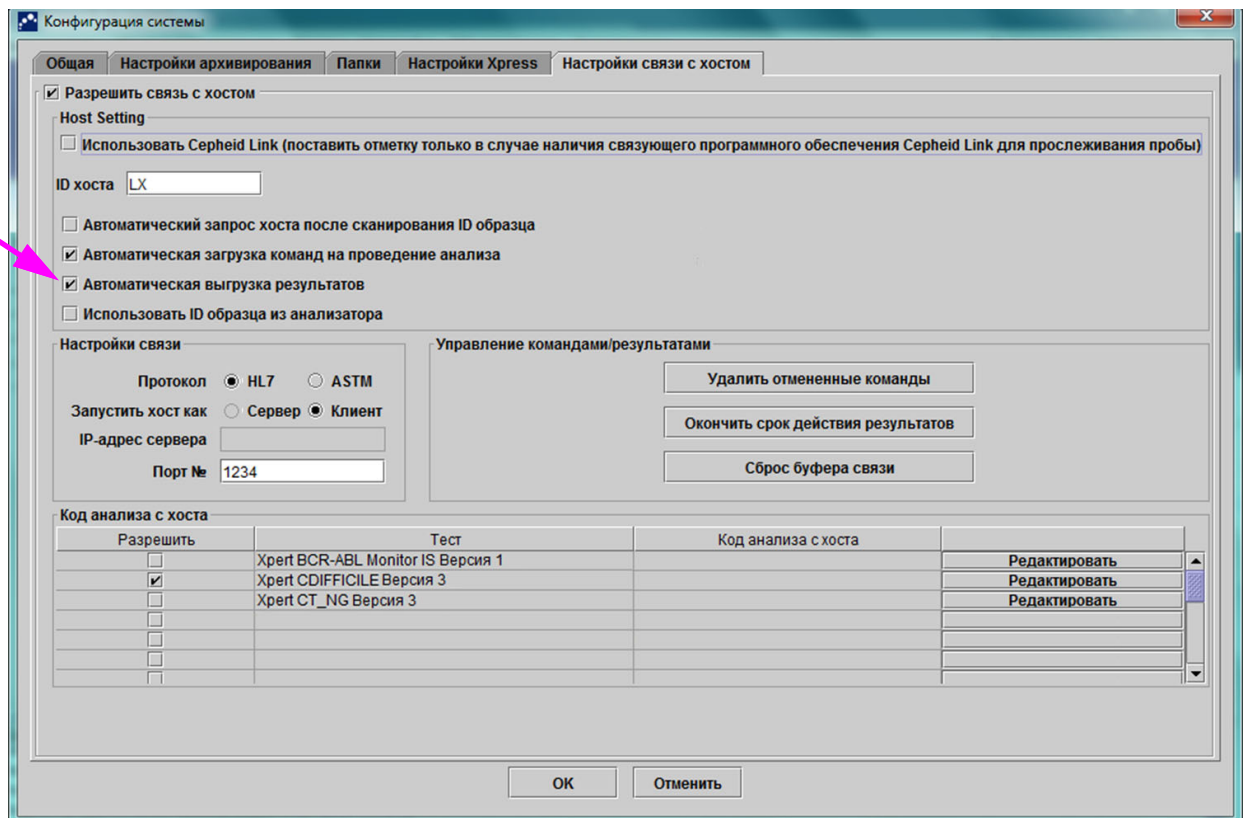 Конфигурация системы
Общая Настройки архивирования Папки Настройки Xpress Настройки связи с хостом
Разрешить связь с хостом
Host Setting
Использовать Cepheid Link (поставить отметку только в случае наличия связующего программного обеспечения Cepheid Link для прослеживания пробы)
ID хоста LX
Автоматический запрос хоста после сканирования ID образца
Автоматическая загрузка команд на проведение анализа
Автоматическая выгрузка результатов
Использовать ID образца из анализатора
Настройки связи
Протокол HL7 ASTM
Запустить хост как Сервер Клиент
IP-адрес сервера
Порт № 1234
Управление командами/результатами
Удалить отмененные команды
Окончить срок действия результатов
Сброс буфера связи
Код анализа с хоста
Разрешить Тест Код анализа с хоста
Xpert BCR-ABL Monitor IS Версия 1 Редактировать
Xpert CDIFFICILE Версия 3 Редактировать
Xpert CT_NG Версия 3 Редактировать
OK Отменить